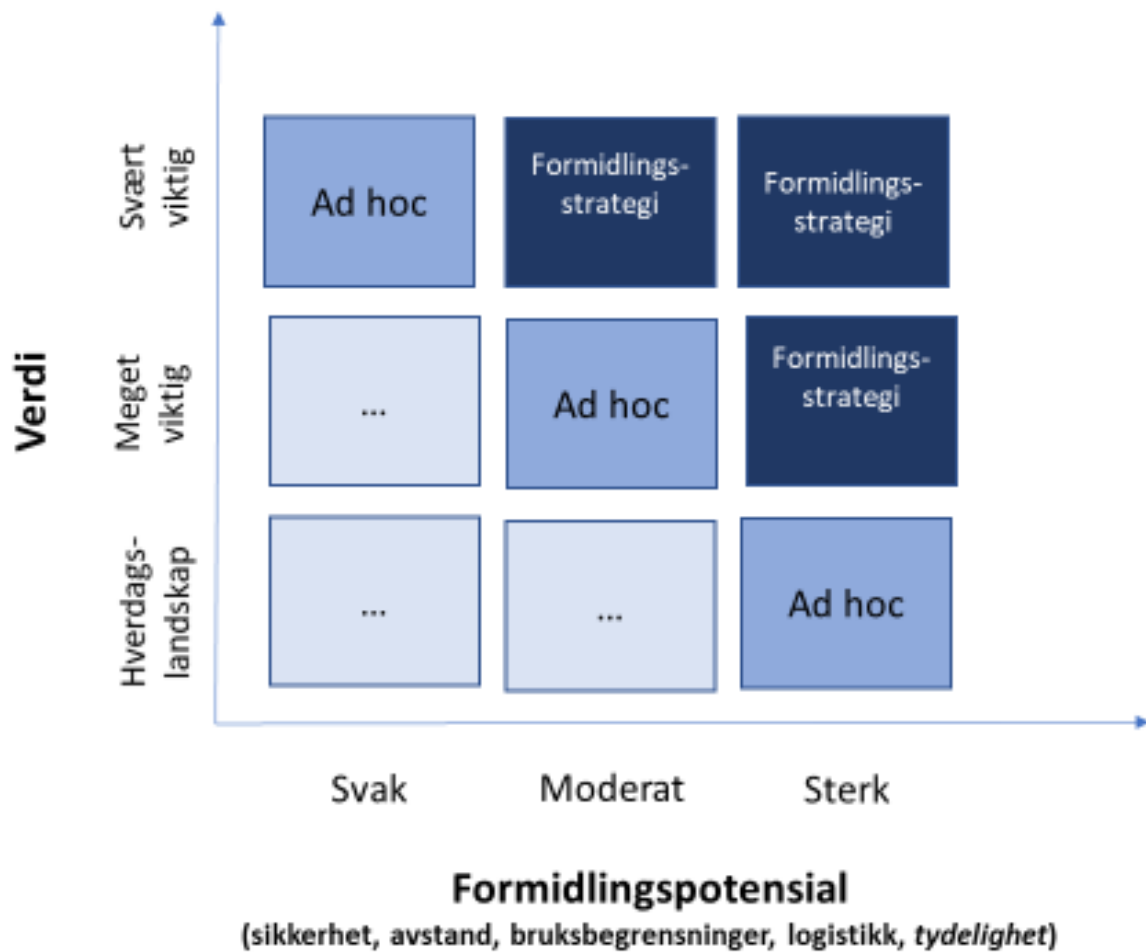 Verdi
Svært
viktig
Ad hoc
Formidlings-
strategi
Formidlings-
strategi
Meget
viktig
...
Ad hoc
Formidlings-
strategi
Hverdags-
landskap
...
...
Ad hoc
Svak
Moderat
Sterk
Formidlingspotensial
(sikkerhet, avstand, bruksbegrensninger, logistikk, tydelighet)